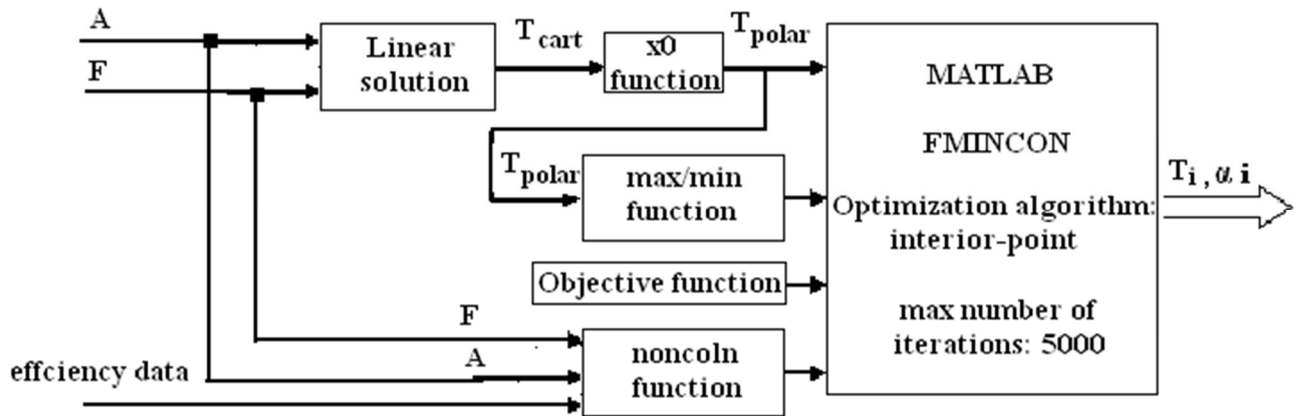 A
F
Linear
solution
T cart
x0
function
T polar
MATLAB
FMINCON
Optimization algorithm:
interior-point
max number of
iterations: 5000
T polar
max/min
function
T i , α i
Objective function
F
A
effciency data
noncoln
function